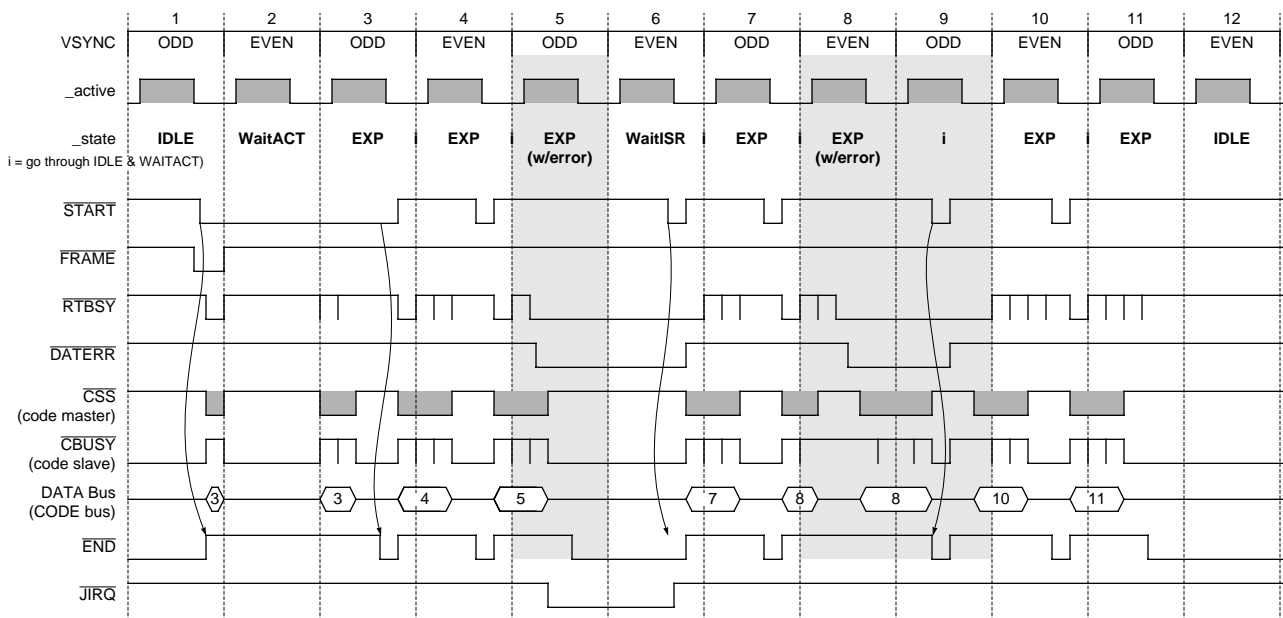 1 2 3 4 5 6 7 8 9 10 11 12
VSYNC ODD EVEN ODD EVEN ODD EVEN ODD EVEN ODD EVEN ODD EVEN
_active
_state IDLE WaitACT EXP i EXP i EXP WaitISR i EXP i EXP i EXP EXP IDLE
(w/error) (w/error)
i = go through IDLE & WAITACT)
START
FRAME
RTBSY
DATERR
CSS
(code master)
CBUSY
(code slave)
DATA Bus 3 3 4 5 7 8 8 10 11
(CODE bus)
END
JIRQ